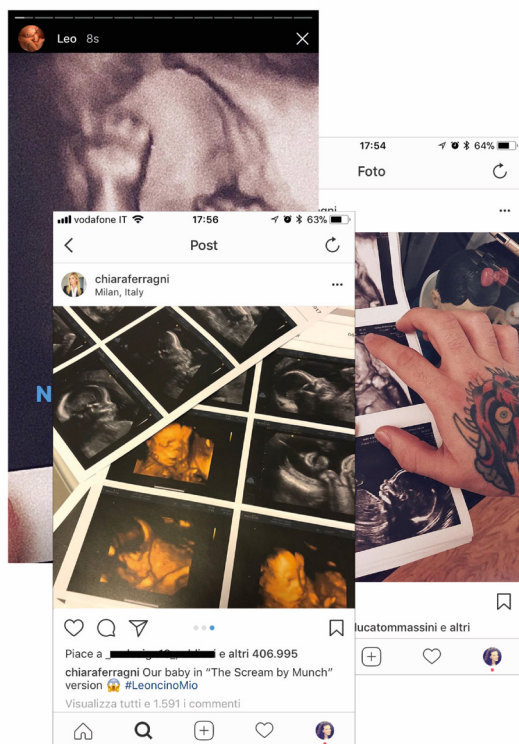 Leo 8s
N
17:54 64%
Foto
vodafone IT 17:56 63%
Post
chiaraferragni
Milan, Italy
Piace a e altri 406.995
chiaraferragni Our baby in “The Scream by Munch”
version 😱 #LeoncinoMio
Visualizza tutti e 1.591 i commenti
lucatommassini e altri